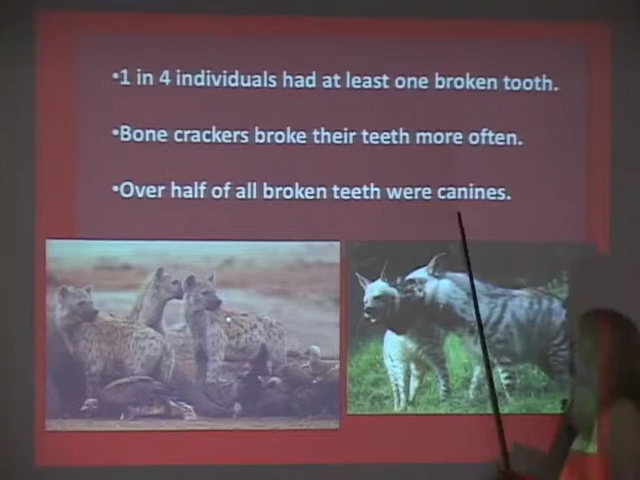 •1 in 4 individuals had at least one broken tooth.
•Bone crackers broke their teeth more often.
•Over half of all broken teeth were canines.